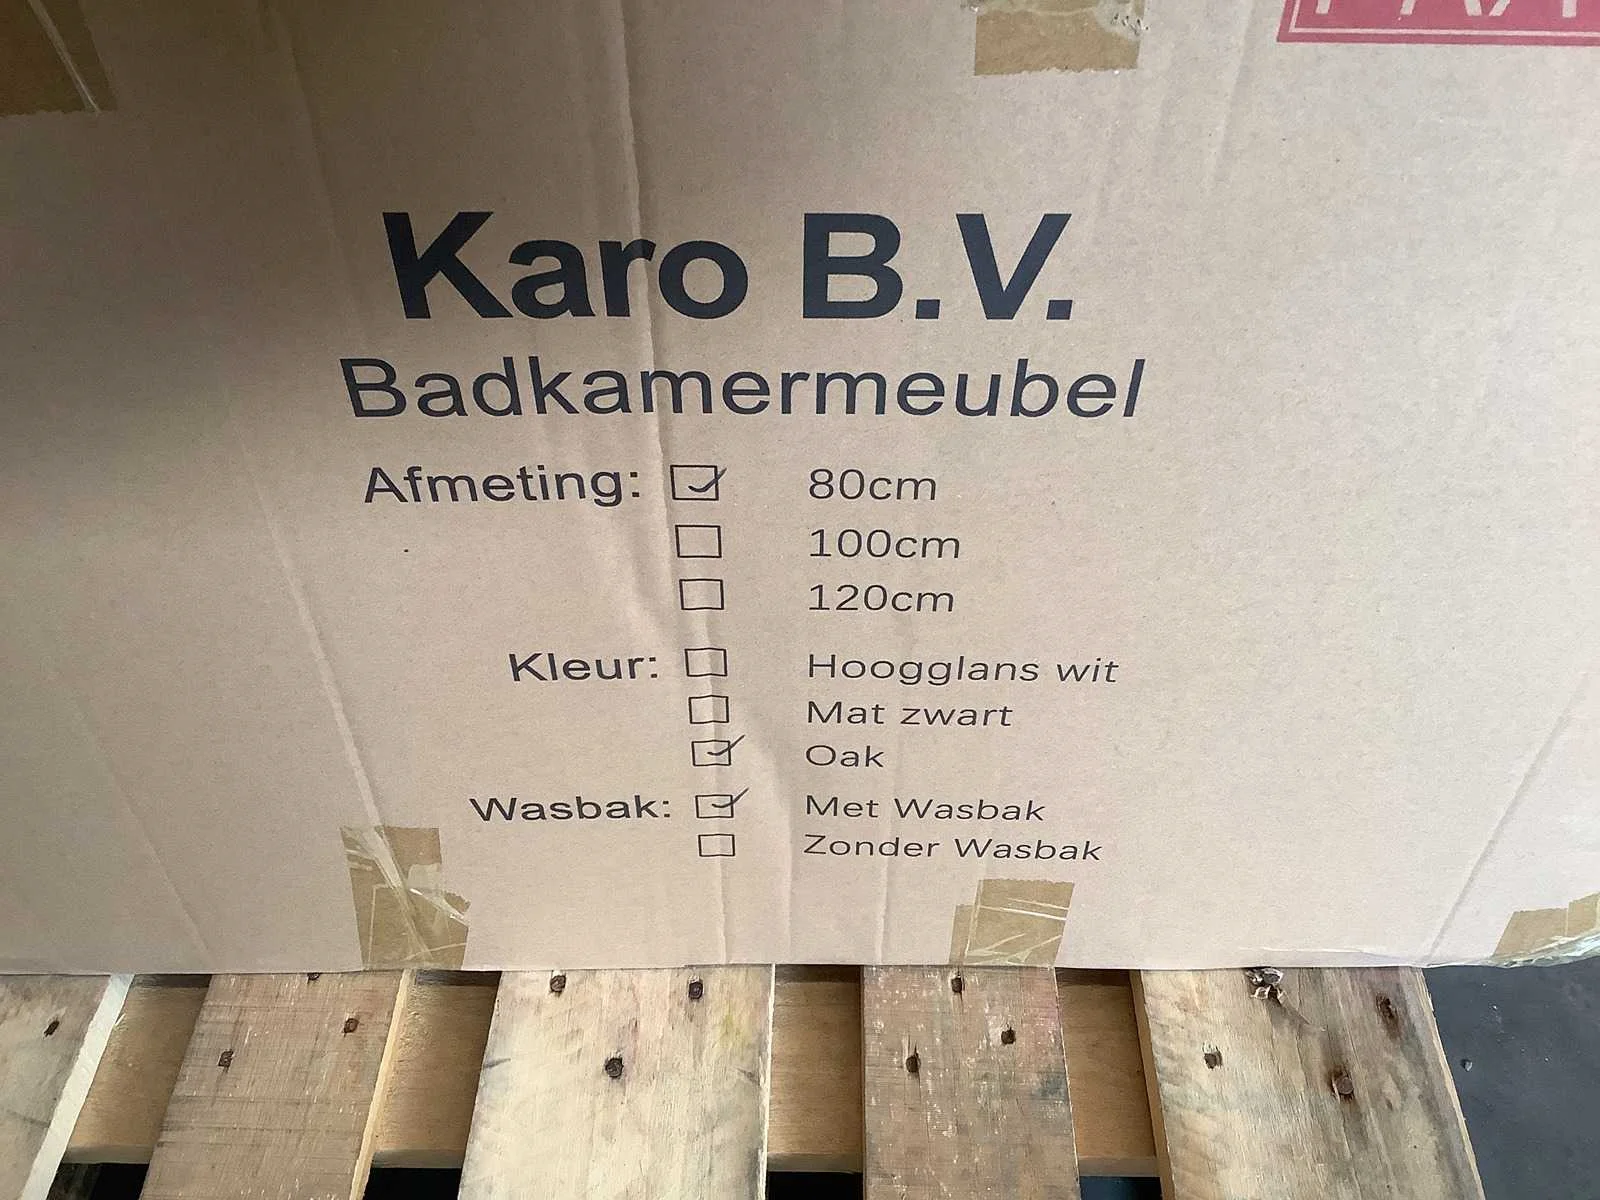 Karo B.V.
Badkamermeubel
Afmeting: 80cm
100cm
120cm
Kleur: Hoogglans wit
Mat zwart
Oak
Wasbak: Met Wasbak
Zonder Wasbak